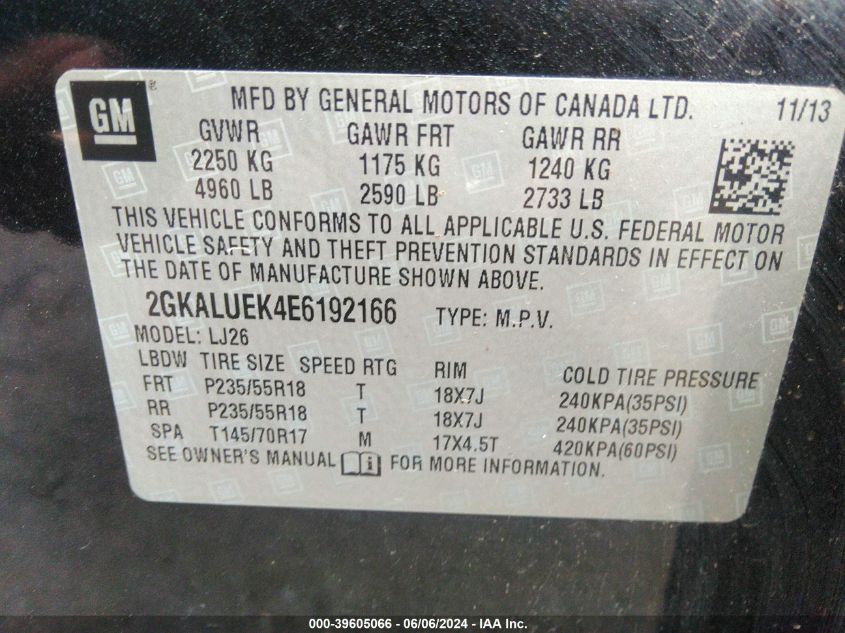 GM ®
MFD BY GENERAL MOTORS OF CANADA LTD. 11/13
GVWR GAWR FRT GAWR RR
2250 KG 1175 KG 1240 KG
4960 LB 2590 LB 2733 LB
THIS VEHICLE CONFORMS TO ALL APPLICABLE U.S. FEDERAL MOTOR
VEHICLE SAFETY AND THEFT PREVENTION STANDARDS IN EFFECT ON
THE DATE OF MANUFACTURE SHOWN ABOVE.
2GKALUEK4E6192166 TYPE: M.P.V.
MODEL: LJ26
LBDW TIRE SIZE SPEED RTG RIM COLD TIRE PRESSURE
FRT P235/55R18 T 18X7J 240KPA(35PSI)
RR P235/55R18 T 18X7J 240KPA(35PSI)
SPA T145/70R17 M 17X4.5T 420KPA(60PSI)
SEE OWNER'S MANUAL i FOR MORE INFORMATION.
000-39605066 - 06/06/2024 - IAA Inc.